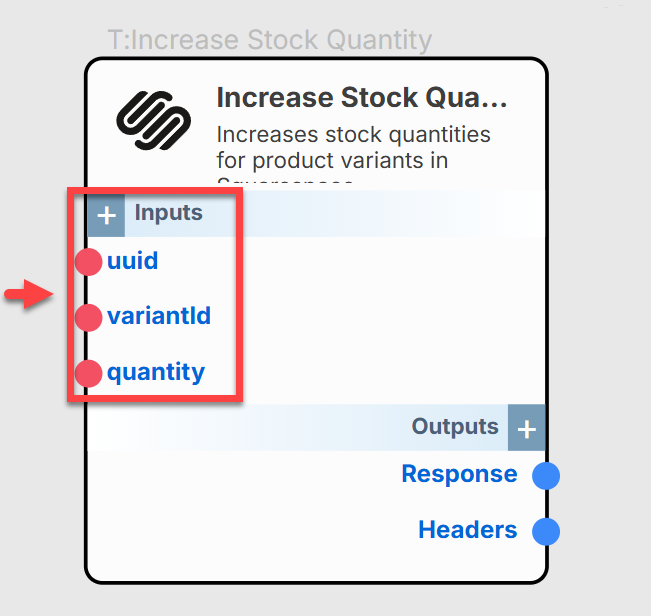 T:Increase Stock Quantity
Increase Stock Qua...
Increases stock quantities
for product variants in
+ Inputs
uuid
variantId
quantity
Outputs +
Response
Headers